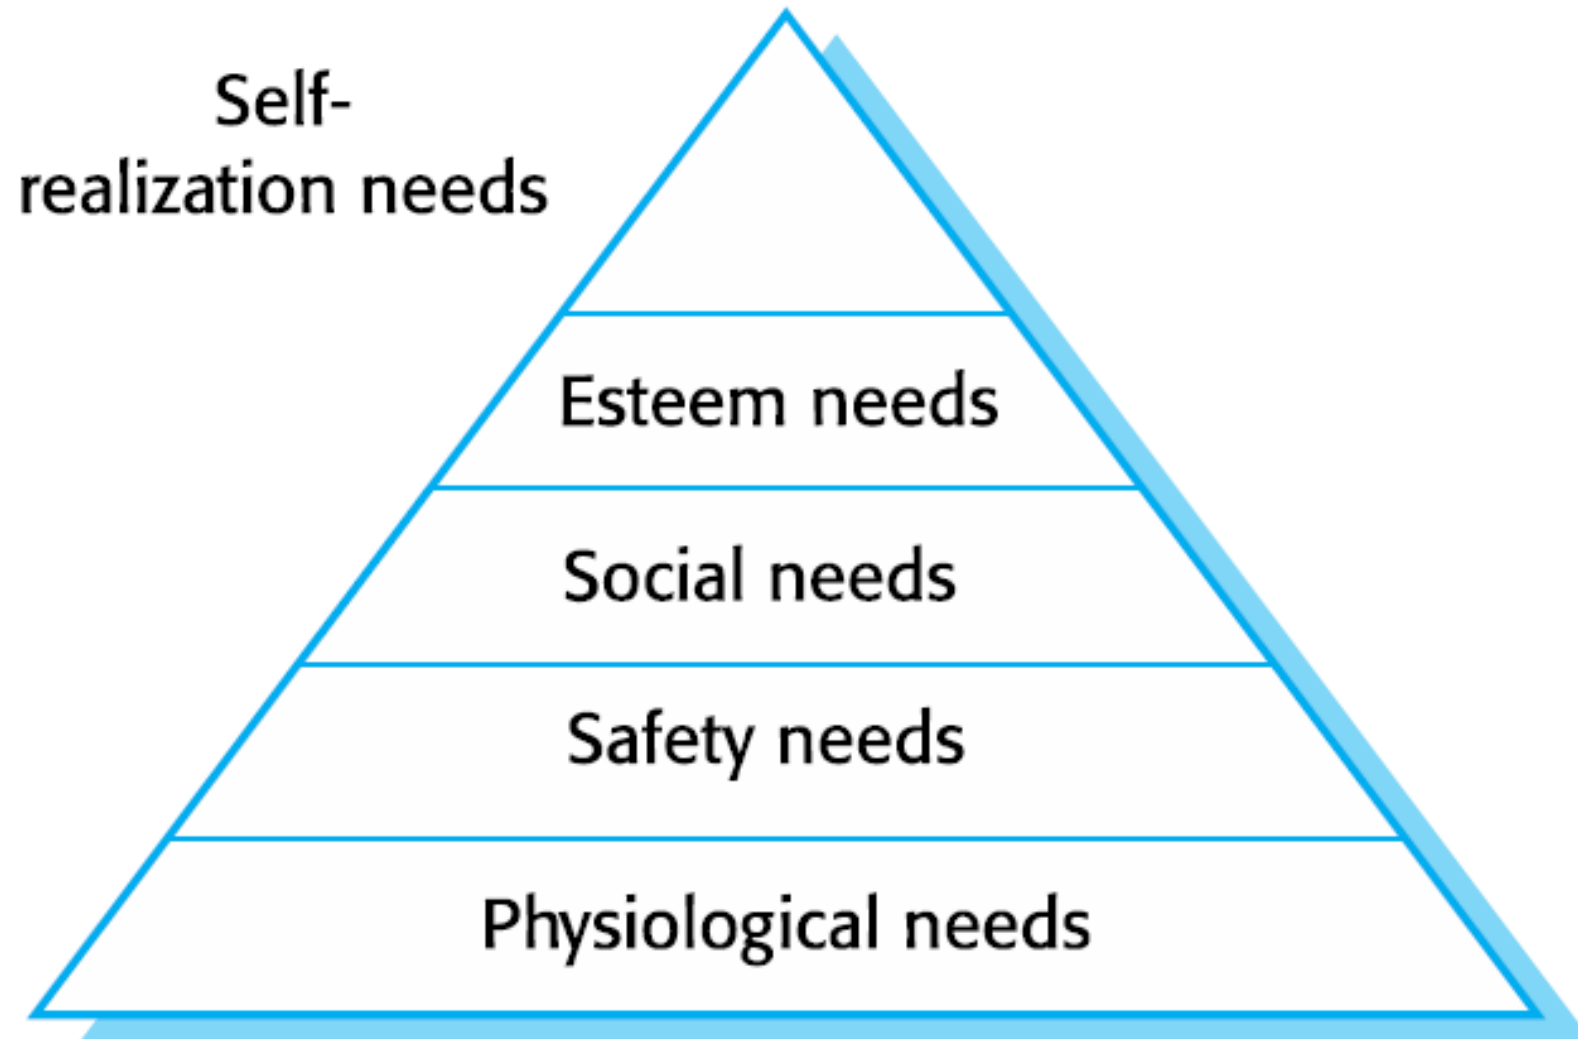 Self-
realization needs
Esteem needs
Social needs
Safety needs
Physiological needs